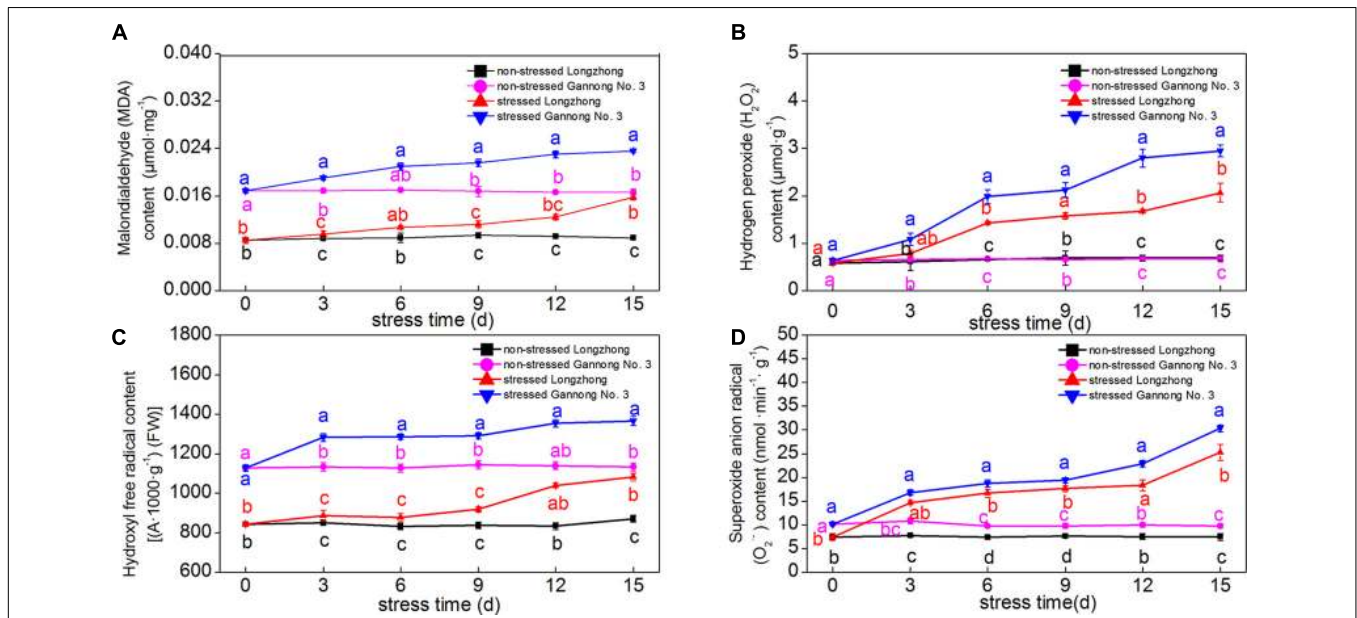 A
Malondialdehyde (MDA)
content (μmol·mg⁻¹)
0.040
0.032
0.024
0.016
0.008
0.000
non-stressed Longzhong
non-stressed Gannong No. 3
stressed Longzhong
stressed Gannong No. 3
a a a a a a
a b ab b b b
b c ab c bc b
b c b c c c
0 3 6 9 12 15
stress time (d)
B
Hydrogen peroxide (H₂O₂)
content (μmol·g⁻¹)
5
4
3
2
1
0
non-stressed Longzhong
non-stressed Gannong No. 3
stressed Longzhong
stressed Gannong No. 3
a a a a a a
a ab b a b b
a b c b c c
a b c b c c
0 3 6 9 12 15
stress time (d)
C
Hydroxyl free radical content
[(A·1000·g⁻¹) (FW)]
1800
1600
1400
1200
1000
800
600
non-stressed Longzhong
non-stressed Gannong No. 3
stressed Longzhong
stressed Gannong No. 3
a a a a a a
a b b b ab b
b c c c ab b
b c c c b c
0 3 6 9 12 15
stress time (d)
D
Superoxide anion radical
(O₂·⁻) content (nmol ·min⁻¹· g⁻¹)
50
45
40
35
30
25
20
15
10
5
0
non-stressed Longzhong
non-stressed Gannong No. 3
stressed Longzhong
stressed Gannong No. 3
a a a a a a
b ab b b a b
a bc c c b c
b c d d b c
0 3 6 9 12 15
stress time(d)